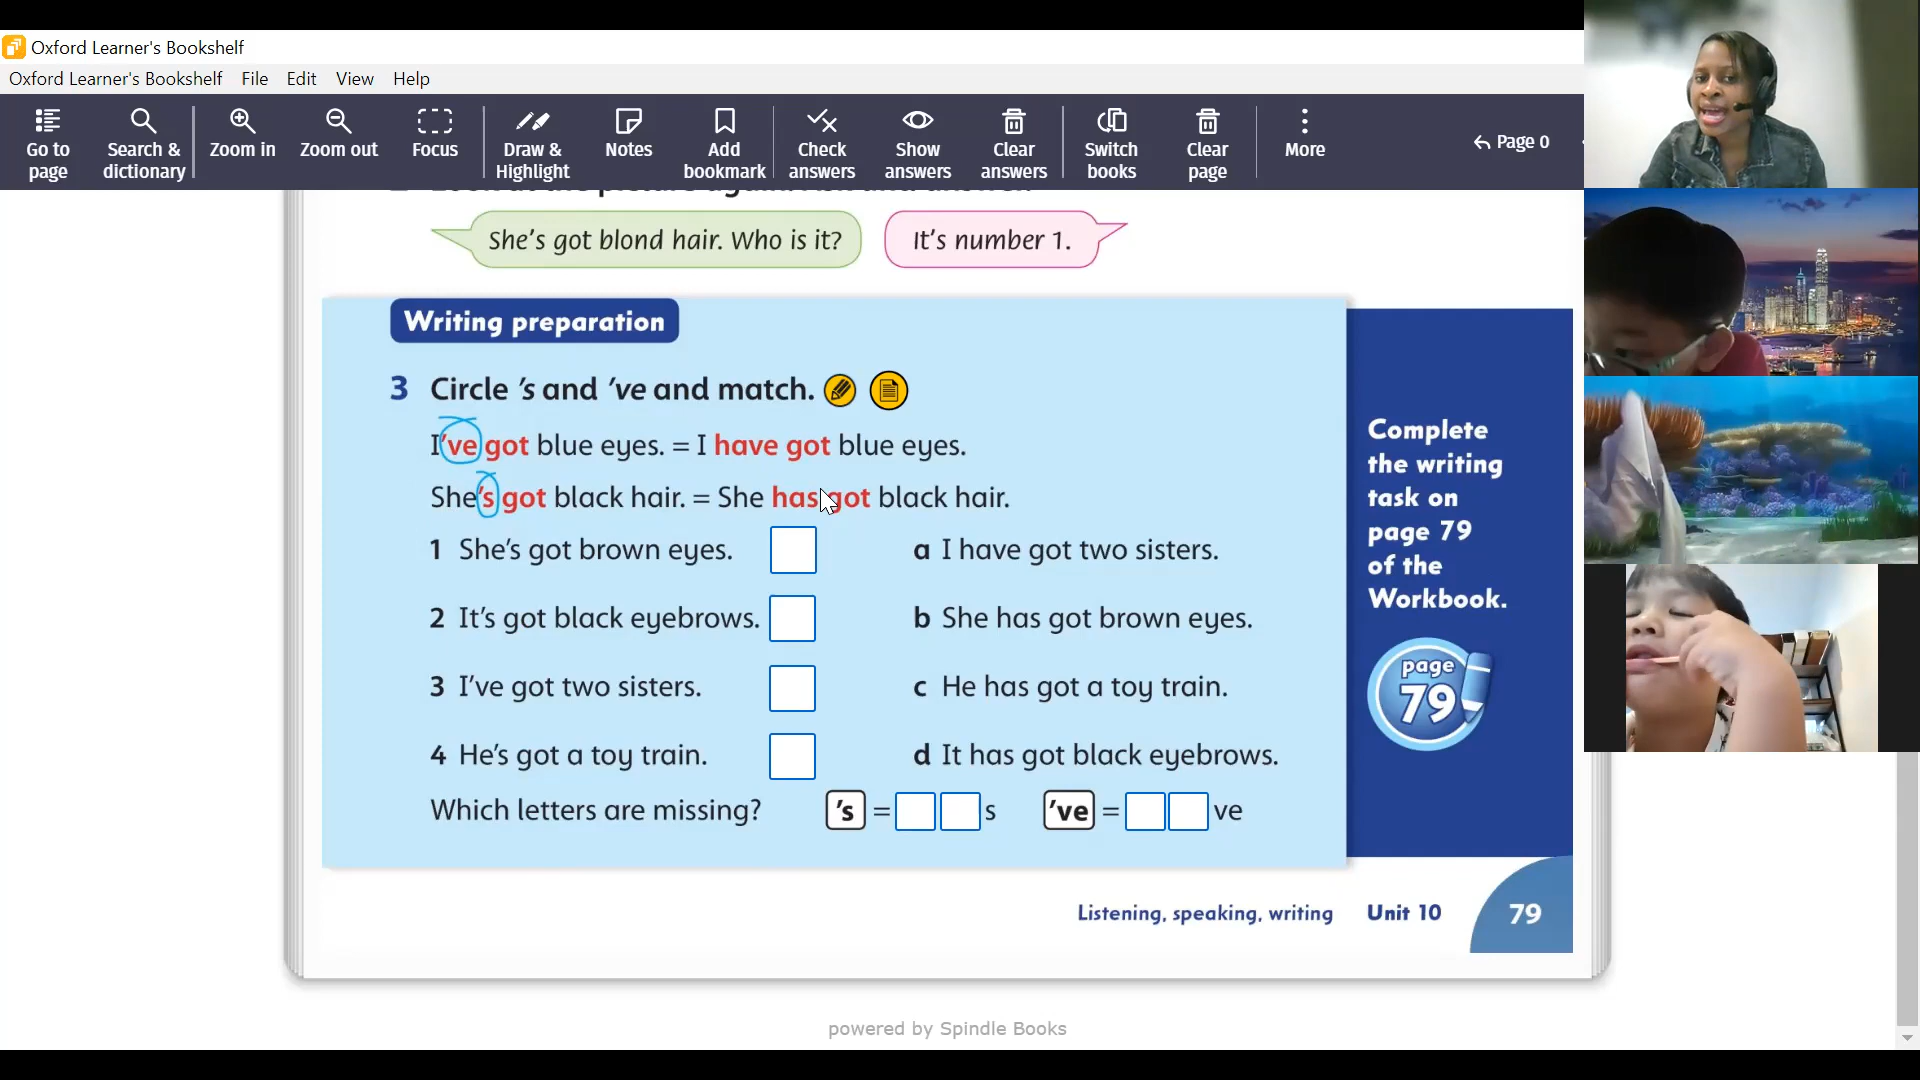 Oxford Learner's Bookshelf
Oxford Learner's Bookshelf File Edit View Help
Go to page
Search & dictionary
Zoom in
Zoom out
Focus
Draw & Highlight
Notes
Add bookmark
Check answers
Show answers
Clear answers
Switch books
Clear page
More
Page 0
She's got blond hair. Who is it?
It's number 1.
Writing preparation
3 Circle 's and 've and match.
I've got blue eyes. = I have got blue eyes.
She's got black hair. = She has got black hair.
1 She's got brown eyes.
a I have got two sisters.
2 It's got black eyebrows.
b She has got brown eyes.
3 I've got two sisters.
c He has got a toy train.
4 He's got a toy train.
d It has got black eyebrows.
Which letters are missing? 's = s 've = ve
Complete
the writing
task on
page 79
of the
Workbook.
page
79
Listening, speaking, writing Unit 10 79
powered by Spindle Books